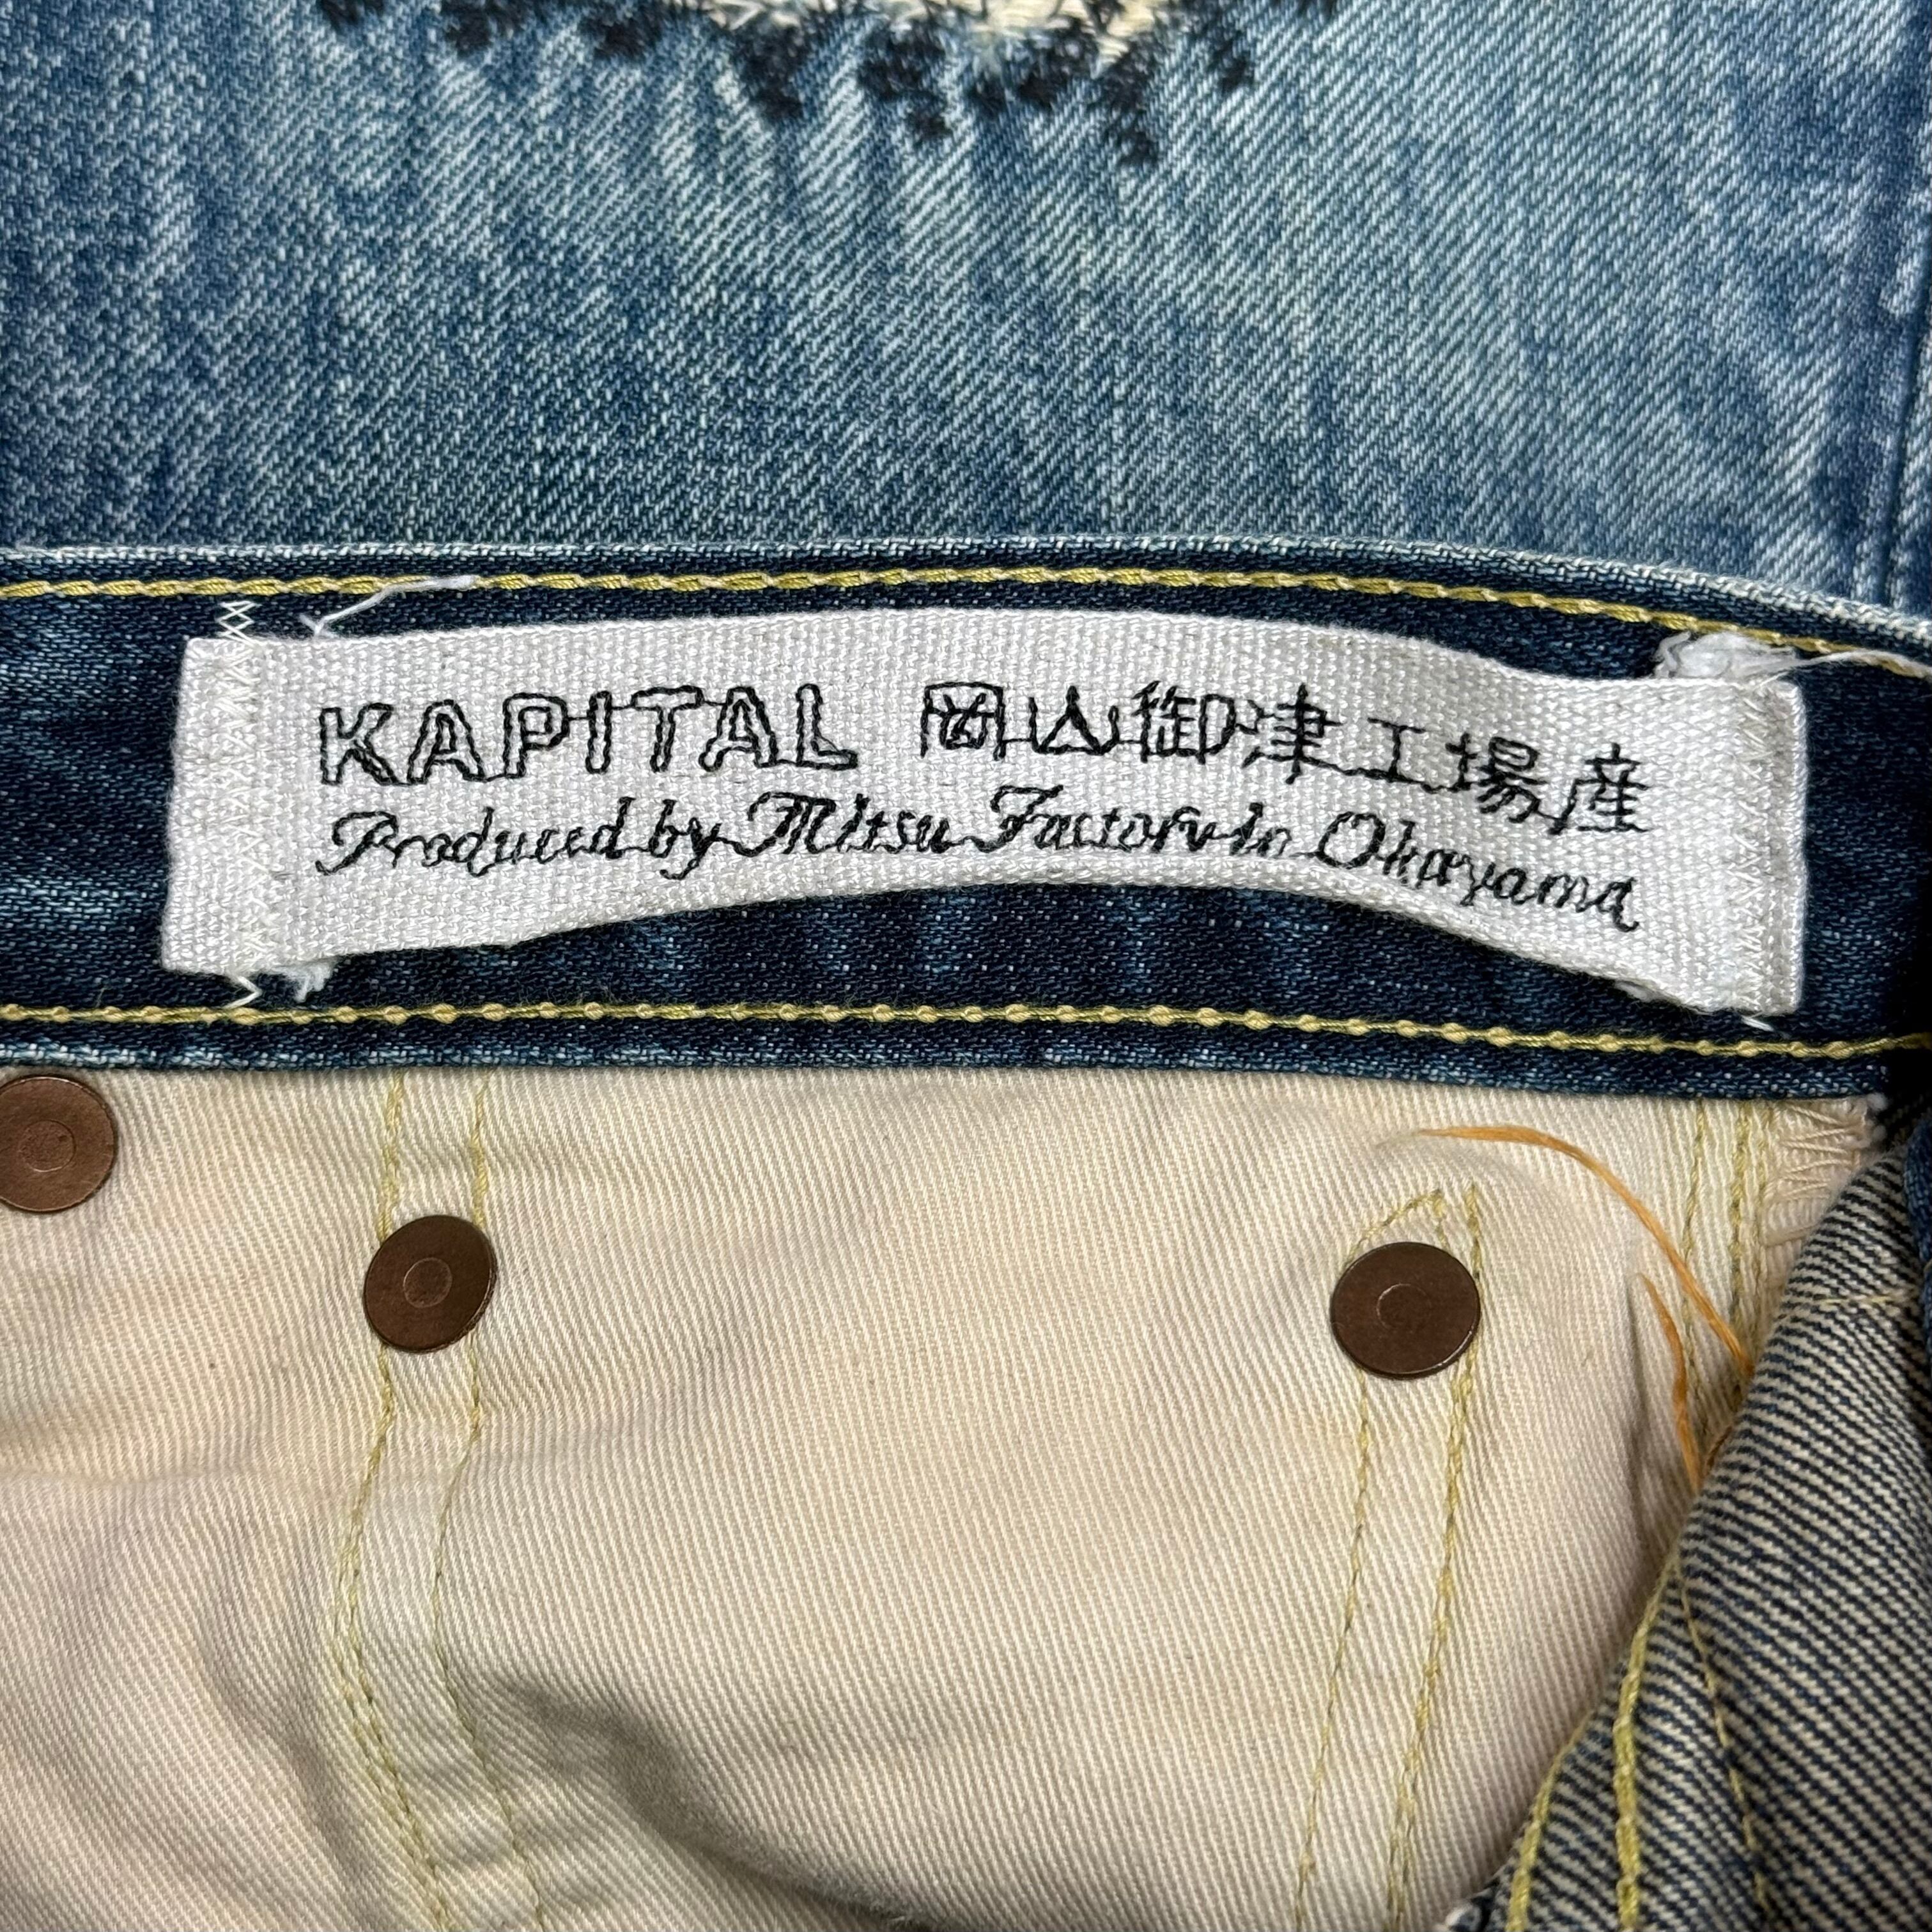 KAPITAL 岡山御津工場産
Produced by Mitsu Factory in Okayama